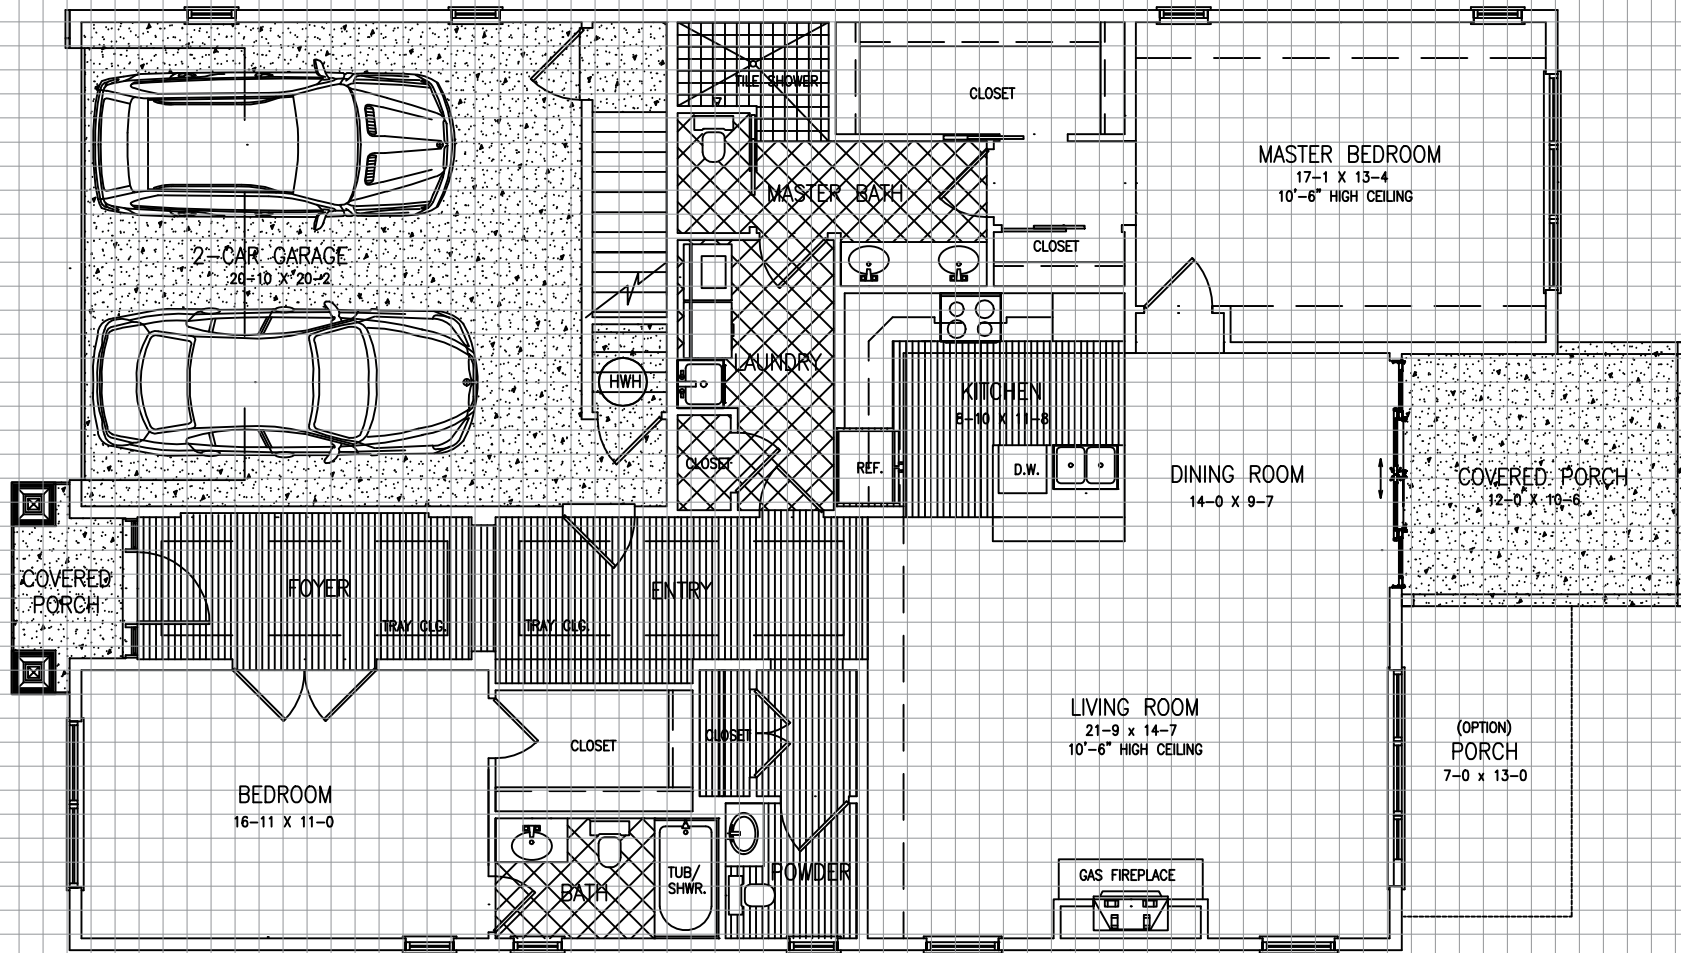 TILE SHOWER
CLOSET
MASTER BEDROOM
17-1 X 13-4
10'-6" HIGH CEILING
MASTER BATH
CLOSET
2-CAR GARAGE
20-10 X 20-2
LAUNDRY
HWH
KITCHEN
8-10 X 11-8
CLOSET
REF.
D.W.
DINING ROOM
14-0 X 9-7
COVERED PORCH
12-0 X 10-6
COVERED
PORCH
FOYER
TRAY CLG.
ENTRY
TRAY CLG.
LIVING ROOM
21-9 x 14-7
10'-6" HIGH CEILING
(OPTION)
PORCH
7-0 x 13-0
CLOSET
CLOSET
BEDROOM
16-11 X 11-0
BATH
TUB/
SHWR.
POWDER
GAS FIREPLACE